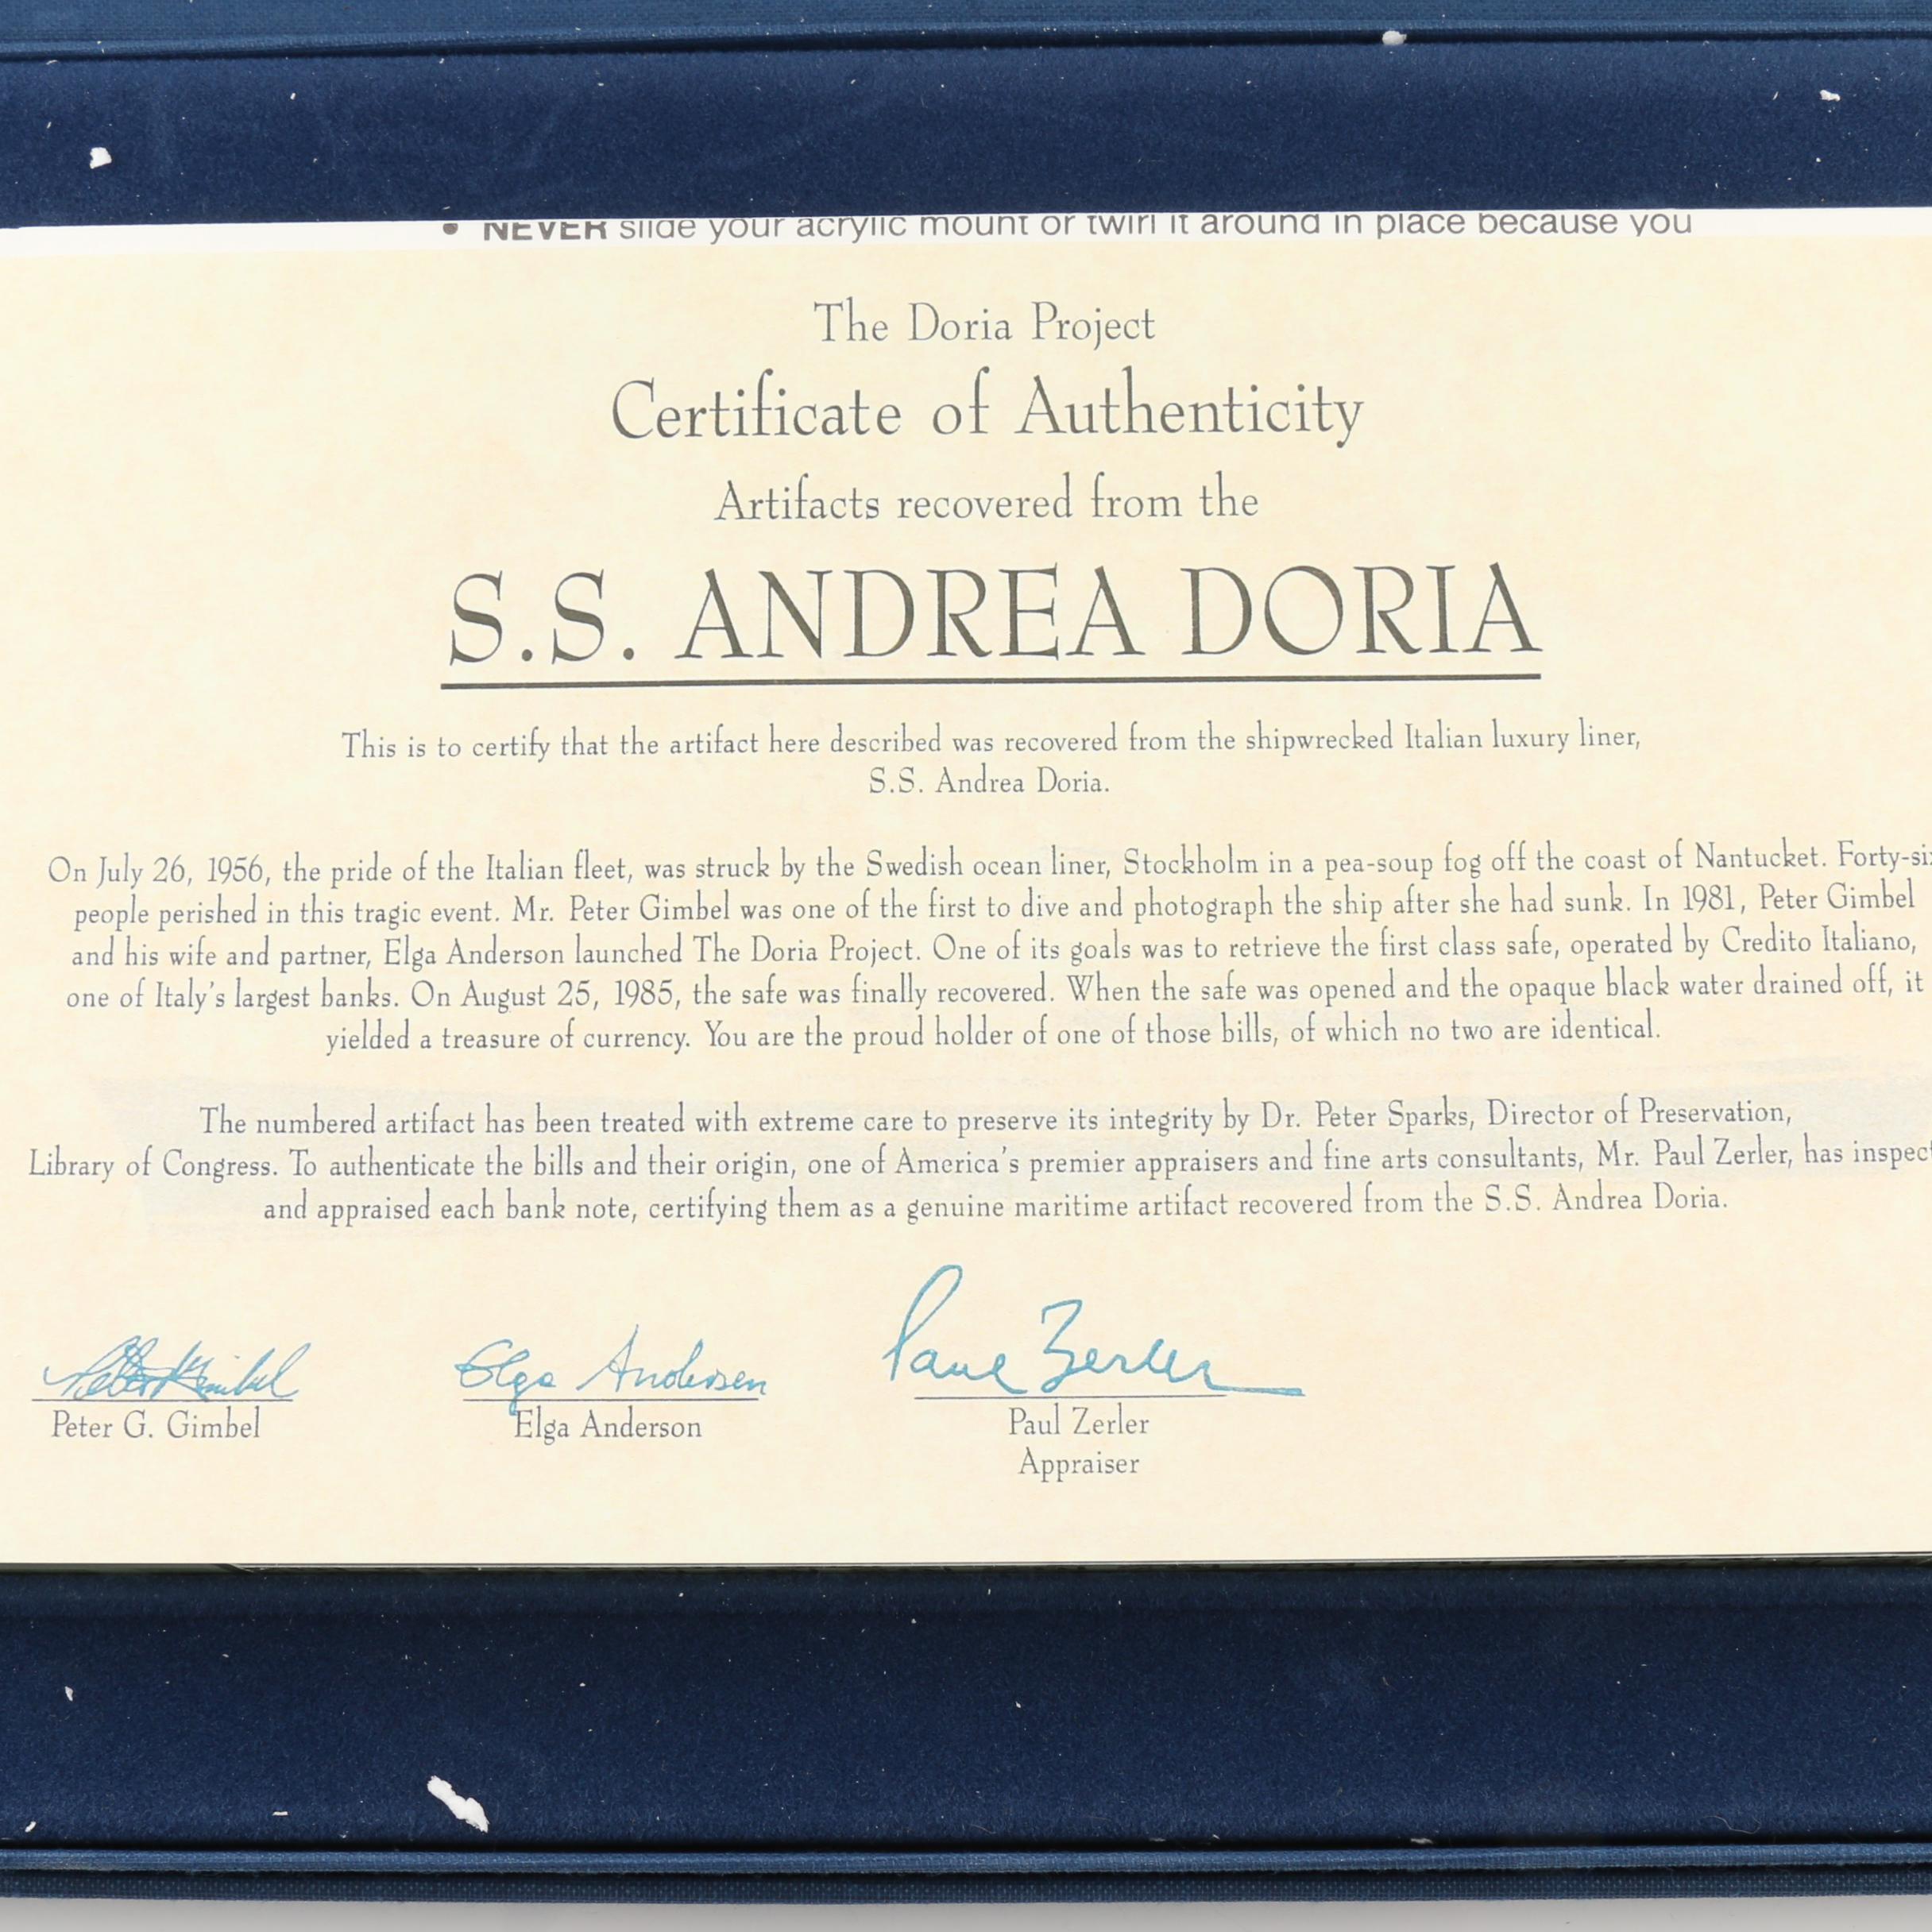 • NEVER slide your acrylic mount or twirl it around in place because you
The Doria Project
Certificate of Authenticity
Artifacts recovered from the
S.S. ANDREA DORIA
This is to certify that the artifact here described was recovered from the shipwrecked Italian luxury liner,
S.S. Andrea Doria.
On July 26, 1956, the pride of the Italian fleet, was struck by the Swedish ocean liner, Stockholm in a pea-soup fog off the coast of Nantucket. Forty-si
people perished in this tragic event. Mr. Peter Gimbel was one of the first to dive and photograph the ship after she had sunk. In 1981, Peter Gimbel
and his wife and partner, Elga Anderson launched The Doria Project. One of its goals was to retrieve the first class safe, operated by Credito Italiano,
one of Italy's largest banks. On August 25, 1985, the safe was finally recovered. When the safe was opened and the opaque black water drained off, it
yielded a treasure of currency. You are the proud holder of one of those bills, of which no two are identical.
The numbered artifact has been treated with extreme care to preserve its integrity by Dr. Peter Sparks, Director of Preservation,
Library of Congress. To authenticate the bills and their origin, one of America's premier appraisers and fine arts consultants, Mr. Paul Zerler, has inspect
and appraised each bank note, certifying them as a genuine maritime artifact recovered from the S.S. Andrea Doria.
Peter Gimbel Elga Andersen Paul Zerler
Peter G. Gimbel Elga Anderson Paul Zerler
Appraiser